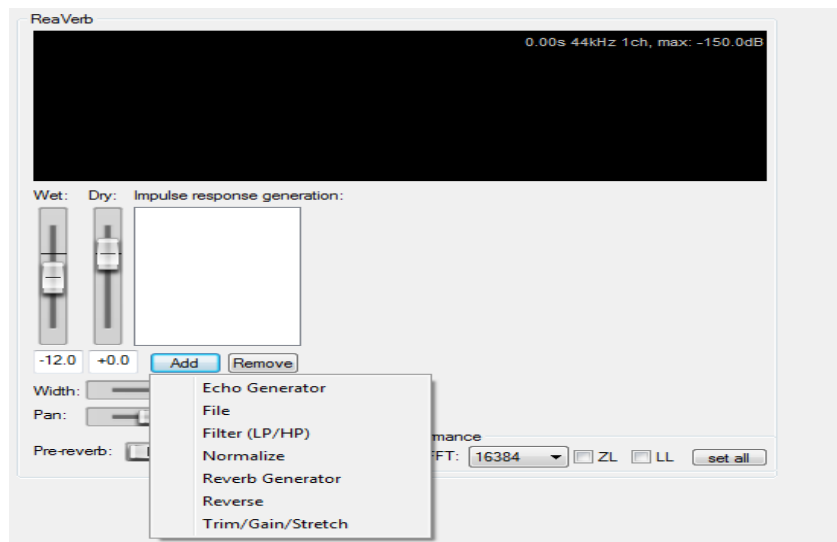 ReaVerb
0.00s 44kHz 1ch, max: -150.0dB
Wet: Dry: Impulse response generation:
-12.0 +0.0 Add Remove
Width:
Echo Generator
File
Pan:
Filter (LP/HP)
Normalize
Pre-reverb:
Reverb Generator
Reverse
Trim/Gain/Stretch
mance
FFT: 16384 ZL LL set all